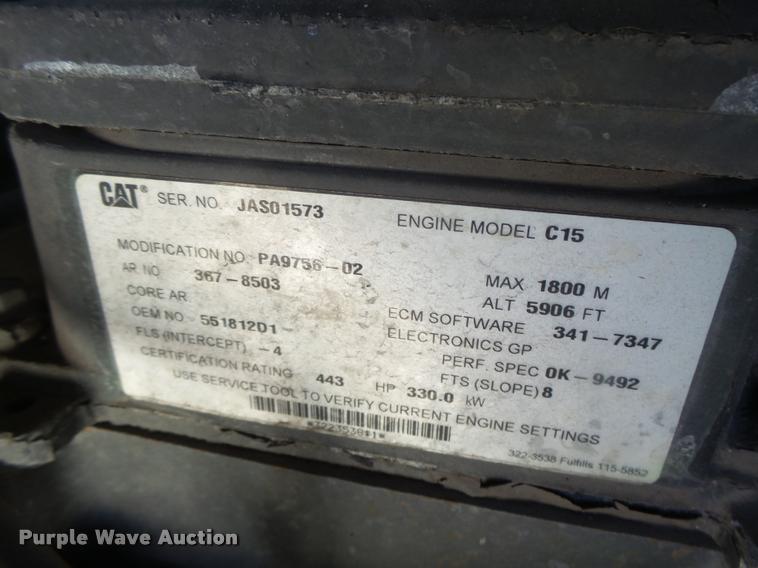 CAT® SER. NO. JAS01573 ENGINE MODEL C15
MODIFICATION NO. PA9756-02 MAX 1800 M
AR NO 367-8503 ALT 5906 FT
CORE AR ECM SOFTWARE 341-7347
OEM NO 551812D1 ELECTRONICS GP
FLS (INTERCEPT) -4 PERF. SPEC 0K-9492
CERTIFICATION RATING 443 HP 330.0 kW FTS (SLOPE) 8
USE SERVICE TOOL TO VERIFY CURRENT ENGINE SETTINGS
322-3538 Fulfills 115-5852
Purple Wave Auction